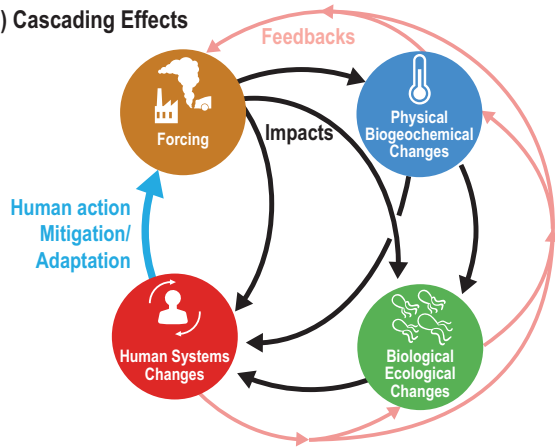 ) Cascading Effects
Feedbacks
Forcing
Impacts
Physical
Biogeochemical
Changes
Human action
Mitigation/
Adaptation
Human Systems
Changes
Biological
Ecological
Changes